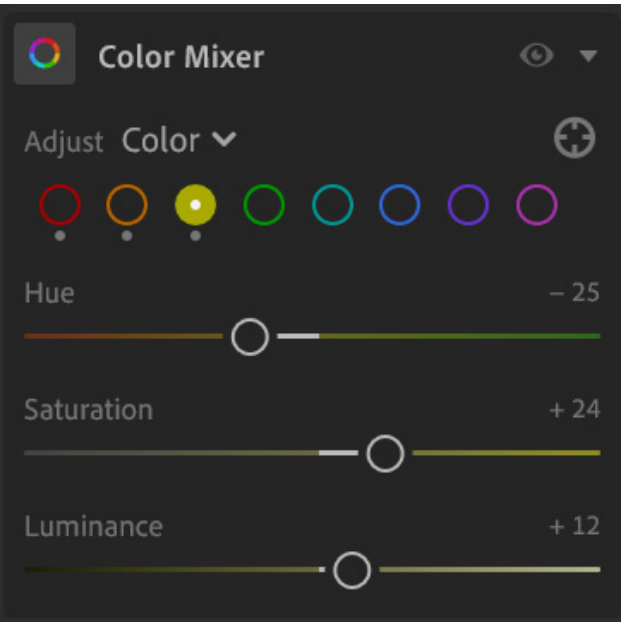 Color Mixer
Adjust Color
Hue – 25
Saturation + 24
Luminance + 12